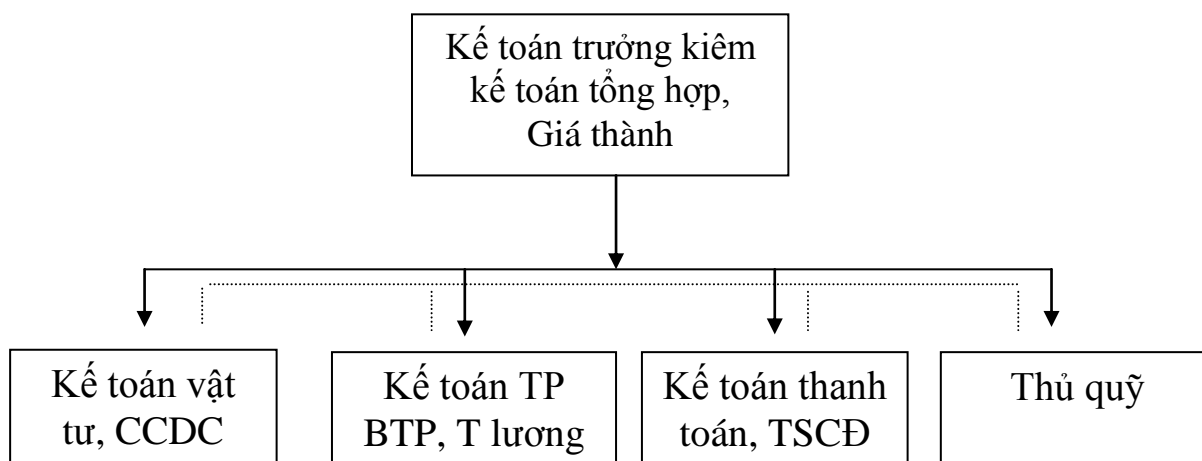 Kế toán trưởng kiêm
kế toán tổng hợp,
Giá thành
Kế toán vật
tư, CCDC
Kế toán TP
BTP, T lương
Kế toán thanh
toán, TSCĐ
Thủ quỹ